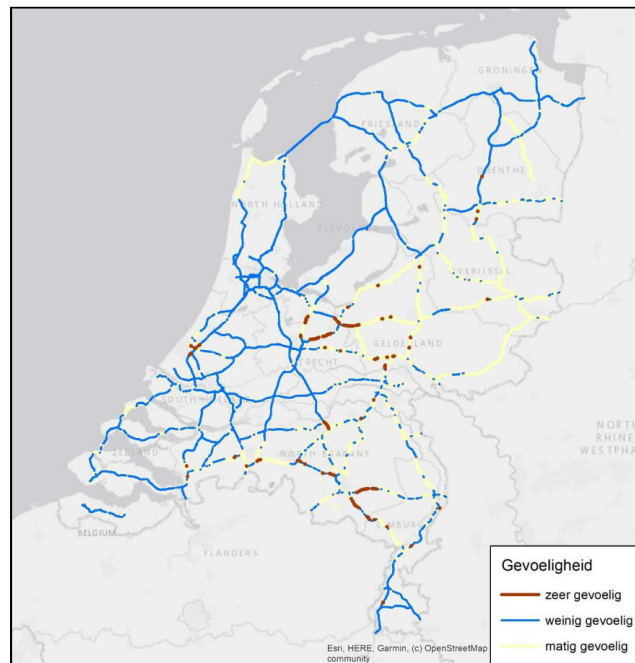 GRONINGEN
FRIESLAND
DRENTHE
NORTH HOLLAND
FLEVOLAND
OVERIJSSEL
GELDERLAND
UTRECHT
SOUTH HOLLAND
ZEELAND
NORTH BRABANT
NORTH
RHINE
WESTPHA
LIMBURG
BELGIUM
FLANDERS
Gevoeligheid
zeer gevoelig
weinig gevoelig
matig gevoelig
Esri, HERE, Garmin, (c) OpenStreetMap
community